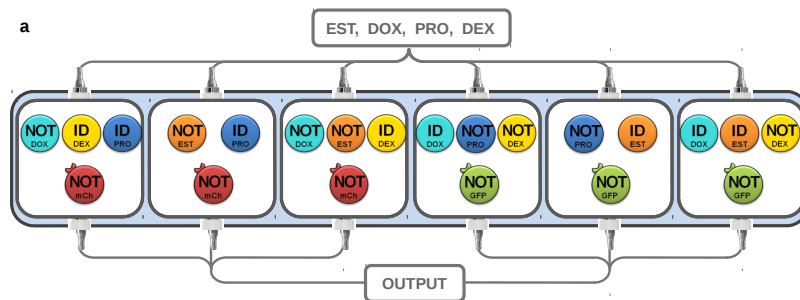 a
EST, DOX, PRO, DEX
NOT DOX ID DEX ID PRO
NOT mCh
NOT EST ID PRO
NOT mCh
NOT DOX NOT EST ID DEX
NOT mCh
ID DOX NOT PRO NOT DEX
NOT GFP
NOT PRO ID EST
NOT GFP
ID DOX ID EST NOT DEX
NOT GFP
OUTPUT